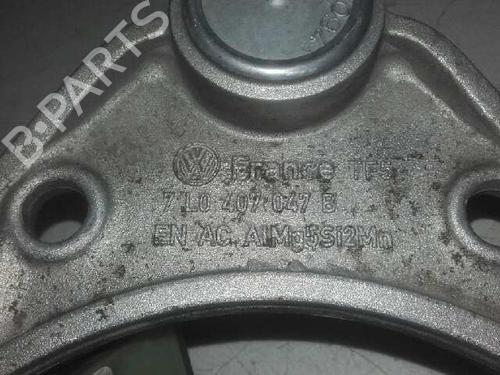 B-PARTS
France TF5
7L0 407 047 B
EN AC. AlMg5Si2Mn